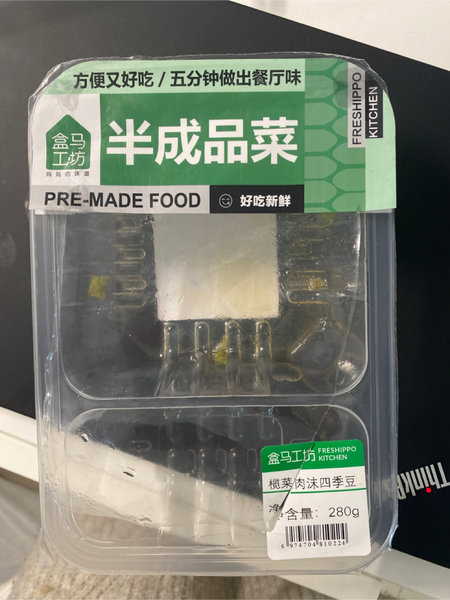 方便又好吃 / 五分钟做出餐厅味
FRESHIPPO
KITCHEN
盒马
工坊
半成品菜
PRE-MADE FOOD
好吃新鲜
盒马工坊 FRESHIPPO
KITCHEN
榄菜肉沫四季豆
净含量: 280g
6974704810224